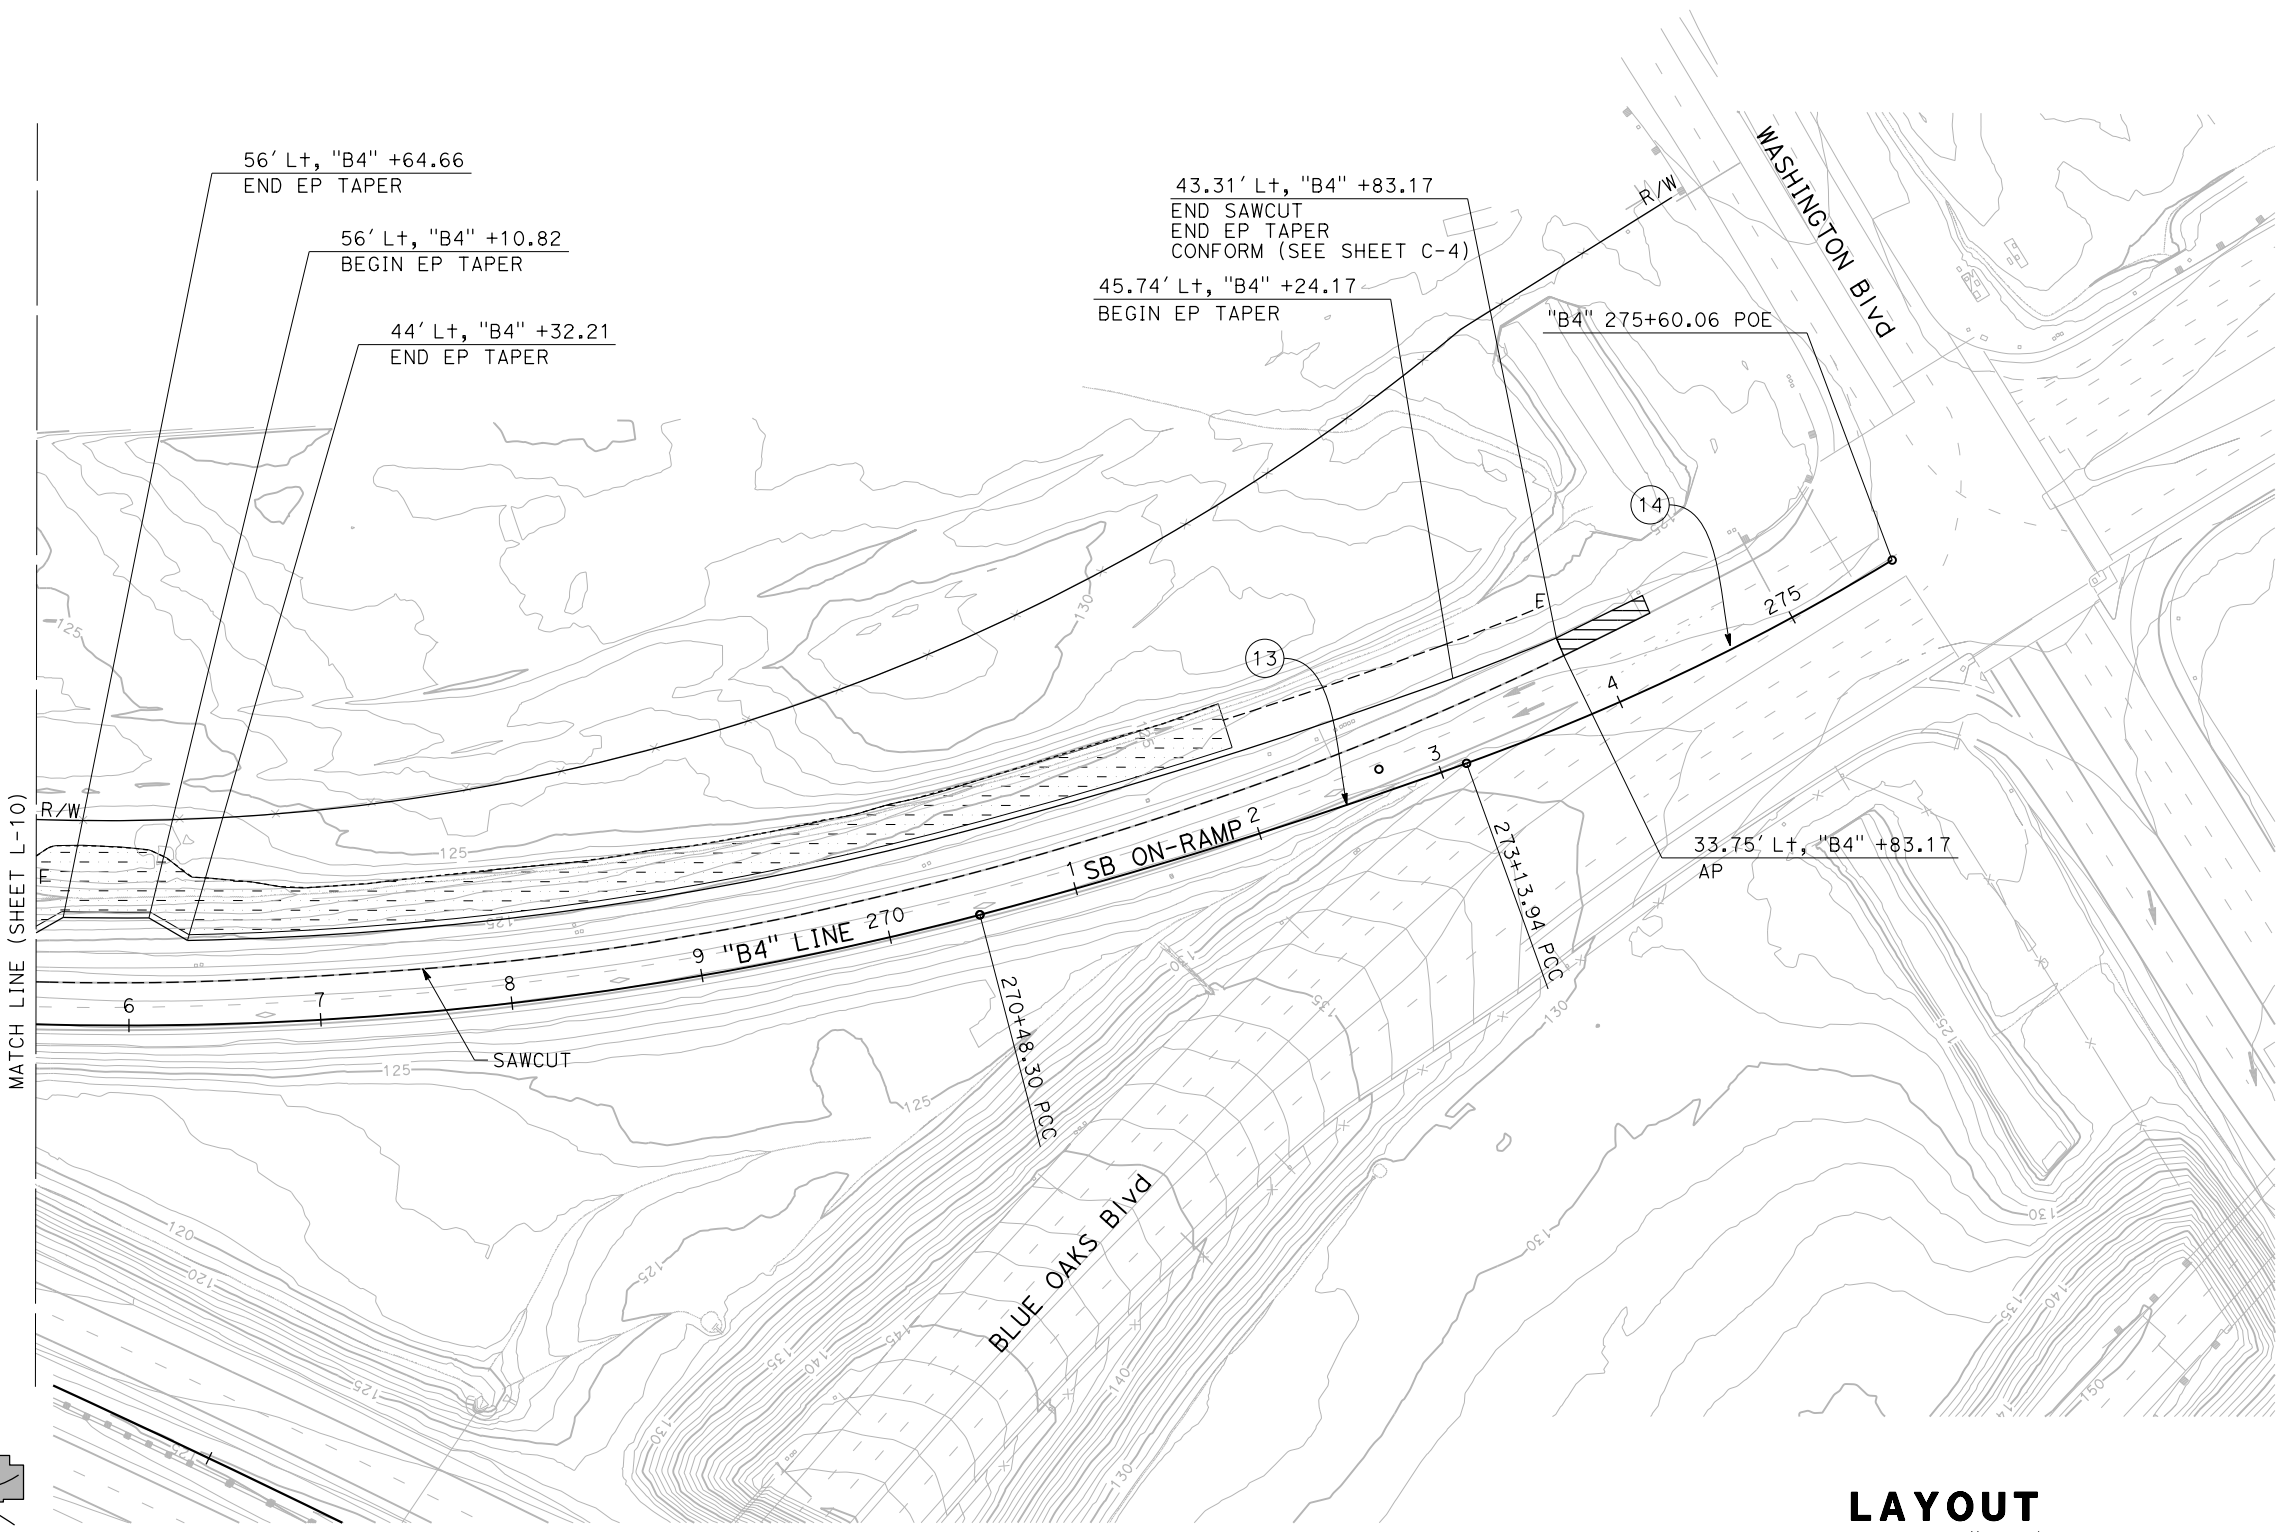 56' Lt, "B4" +64.66
END EP TAPER
56' Lt, "B4" +10.82
BEGIN EP TAPER
44' Lt, "B4" +32.21
END EP TAPER
43.31' Lt, "B4" +83.17
END SAWCUT
END EP TAPER
CONFORM (SEE SHEET C-4)
45.74' Lt, "B4" +24.17
BEGIN EP TAPER
"B4" 275+60.06 POE
WASHINGTON Blvd
R/W
14
13
E
275
4
3
2
1
SB ON-RAMP
"B4" LINE
270
9
8
7
6
R/W
MATCH LINE (SHEET L-10)
SAWCUT
33.75' Lt, "B4" +83.17
AP
273+13.94 PCC
270+48.30 PCC
BLUE OAKS Blvd
125
125
125
125
125
125
125
125
125
125
125
120
120
130
130
130
130
130
130
130
135
135
135
140
140
140
145
150
LAYOUT